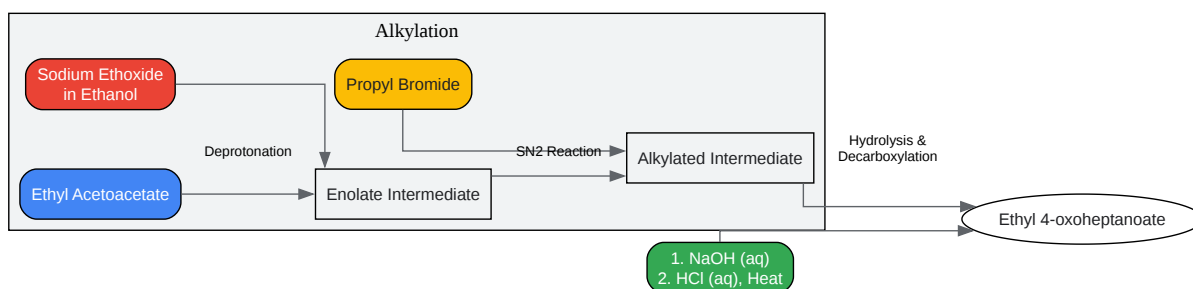 Alkylation
Sodium Ethoxide
in Ethanol
Propyl Bromide
Deprotonation
SN2 Reaction
Alkylated Intermediate
Hydrolysis &
Decarboxylation
Ethyl Acetoacetate
Enolate Intermediate
Ethyl 4-oxoheptanoate
1. NaOH (aq)
2. HCl (aq), Heat